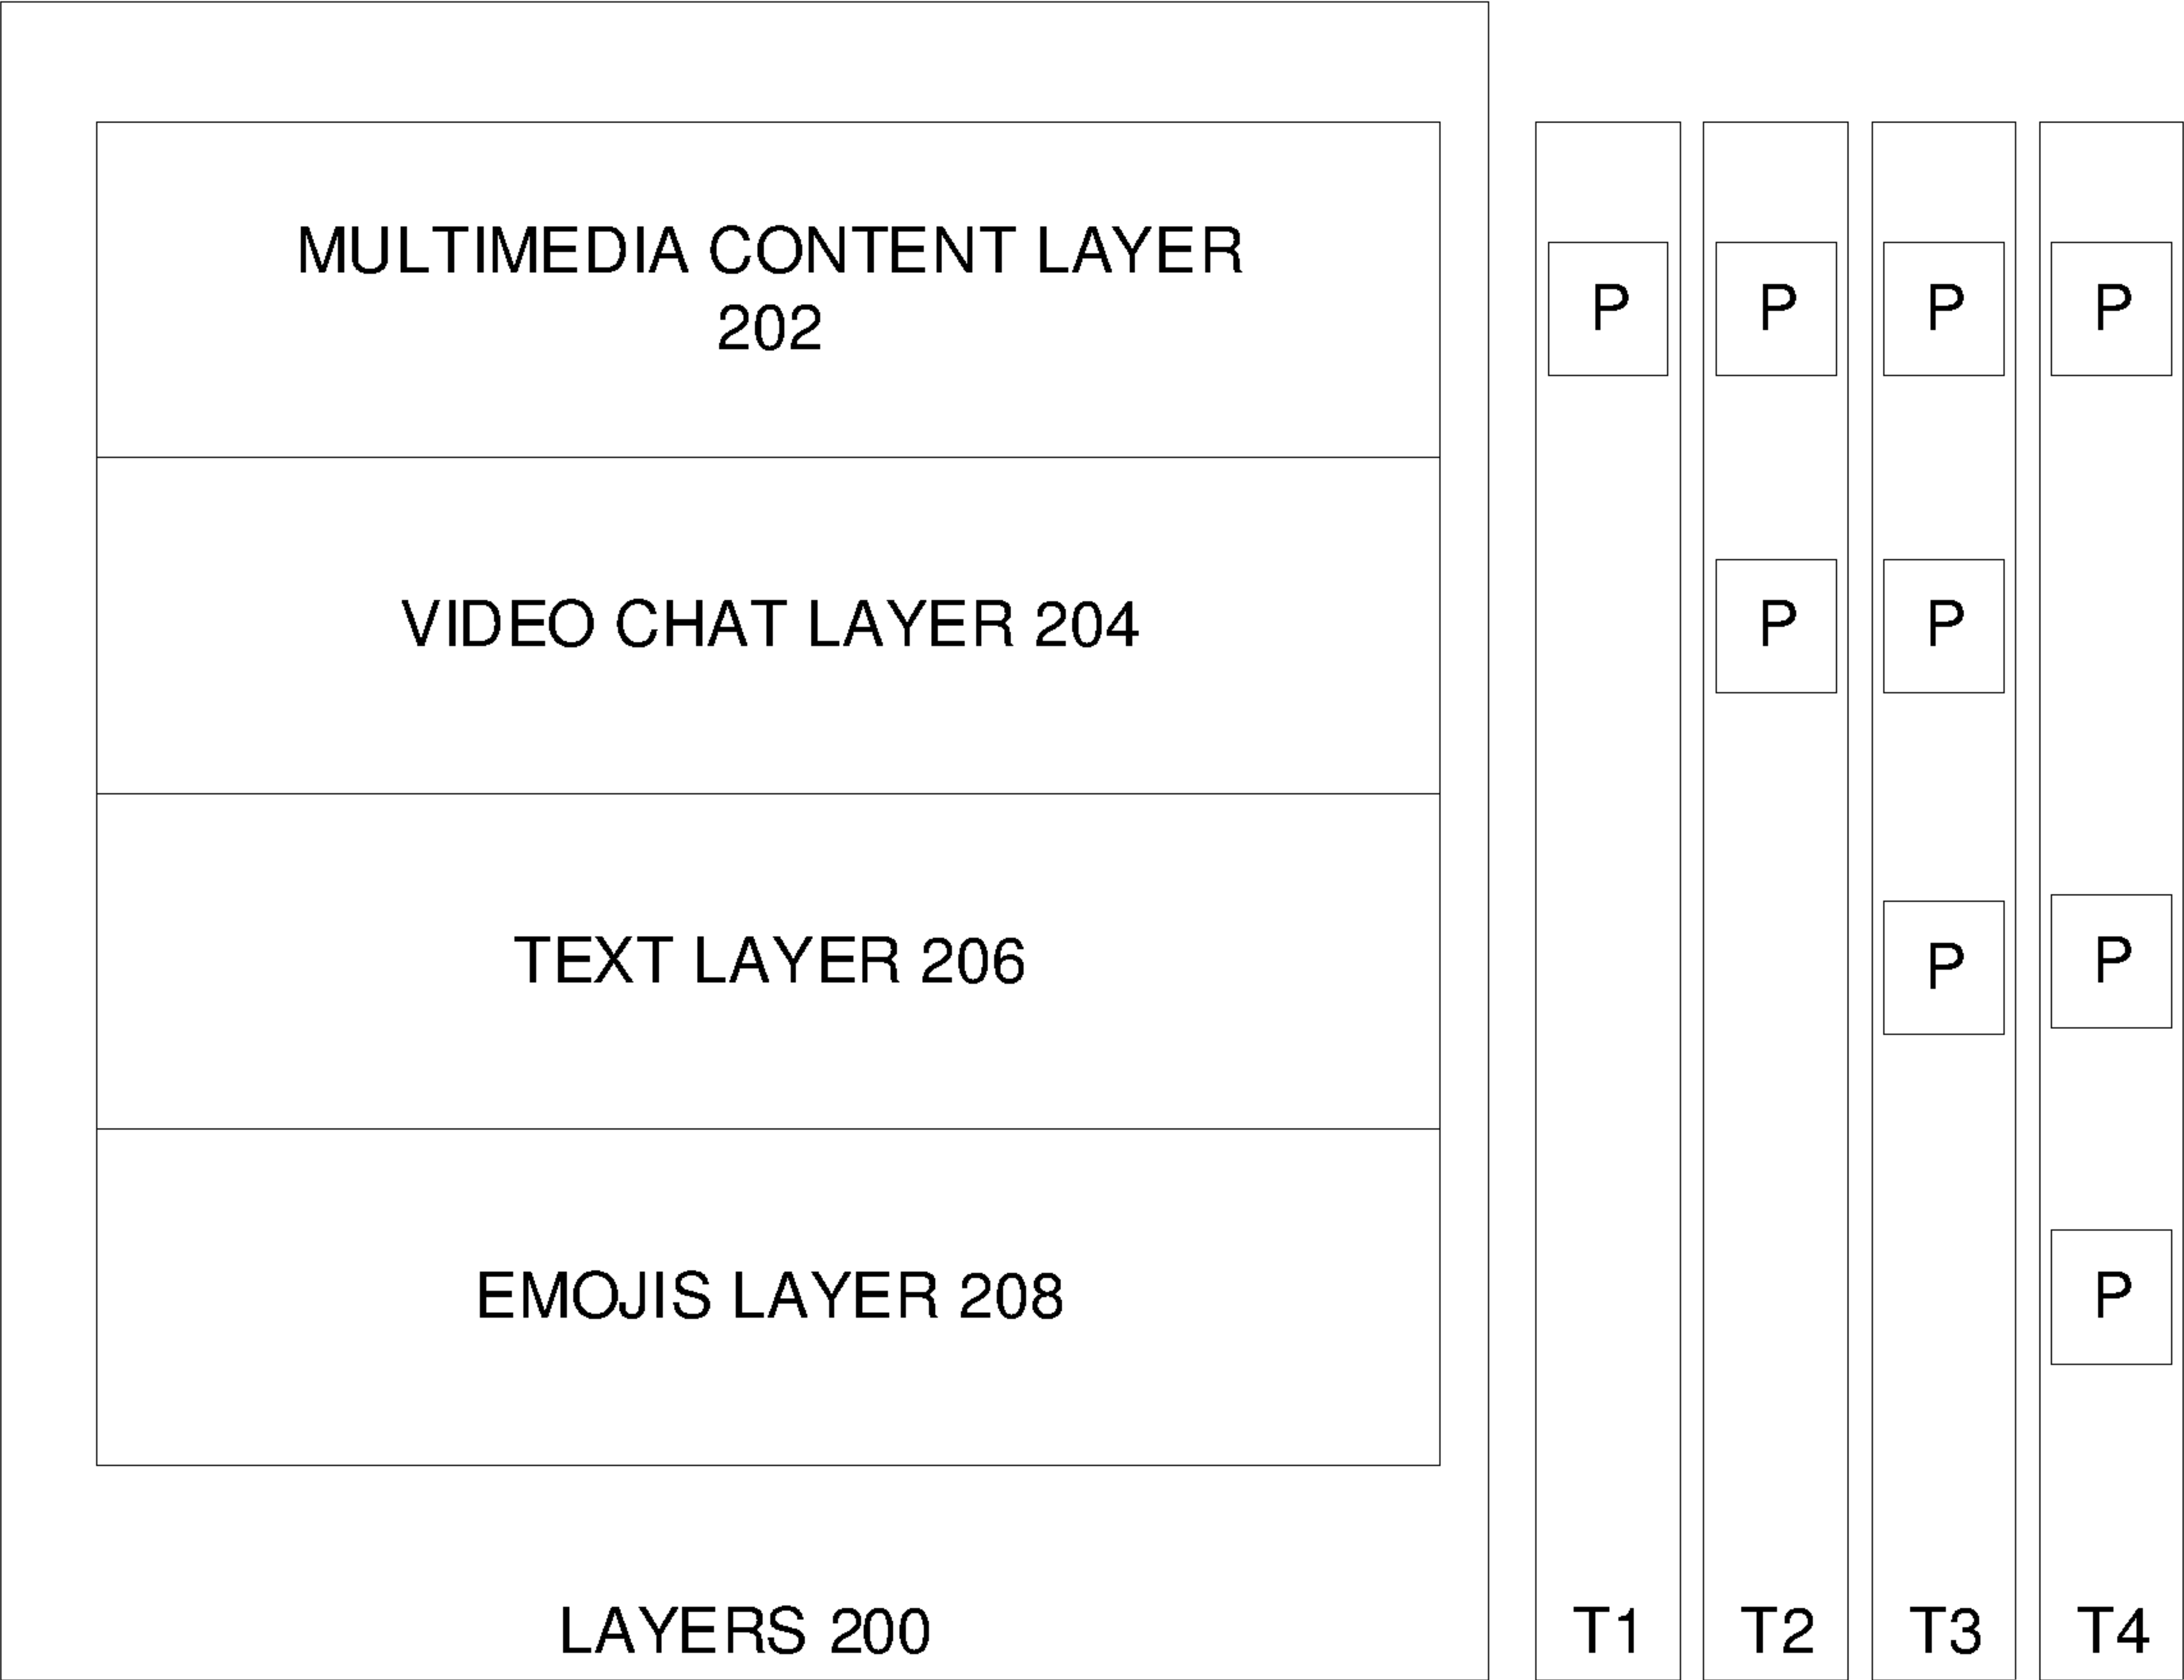 MULTIMEDIA CONTENT LAYER
202
P P P P
VIDEO CHAT LAYER 204
P P
TEXT LAYER 206
P P
EMOJIS LAYER 208
P
LAYERS 200
T1 T2 T3 T4